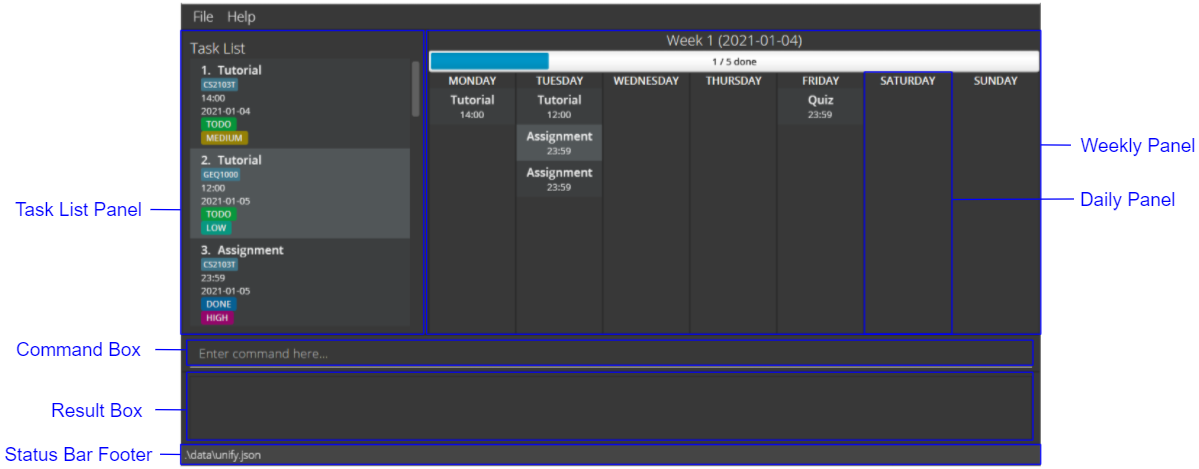 File Help
Task List
1. Tutorial
CS2103T
14:00
2021-01-04
TODO
MEDIUM
2. Tutorial
GEQ1000
12:00
2021-01-05
TODO
LOW
3. Assignment
CS2103T
23:59
2021-01-05
DONE
HIGH
Week 1 (2021-01-04)
1 / 5 done
MONDAY TUESDAY WEDNESDAY THURSDAY FRIDAY SATURDAY SUNDAY
Tutorial Tutorial Quiz
14:00 12:00 23:59
Assignment
23:59
Assignment
23:59
Enter command here...
.\data\unify.json
Task List Panel
Command Box
Result Box
Status Bar Footer
Weekly Panel
Daily Panel